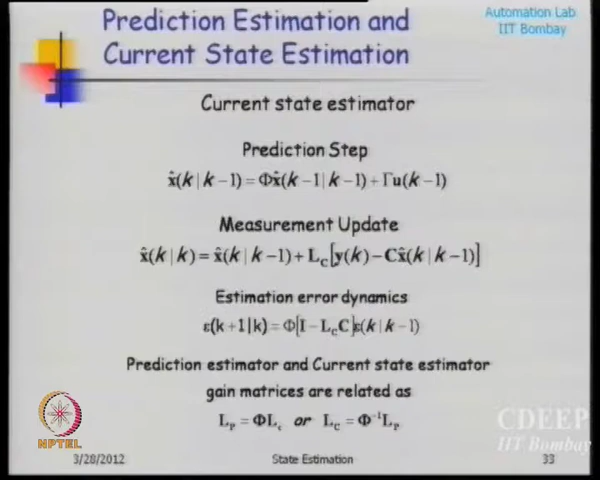 Prediction Estimation and
Current State Estimation
Automation Lab
IIT Bombay
Current state estimator
Prediction Step
x̂(k | k −1) = Φx̂(k −1 | k −1) + Γu(k −1)
Measurement Update
x̂(k | k) = x̂(k | k −1) + L_C[y(k) − Cx̂(k | k −1)]
Estimation error dynamics
ε(k+1|k) = Φ[I − L_cC]ε(k | k −1)
Prediction estimator and Current state estimator
gain matrices are related as
L_P = ΦL_c or L_C = Φ⁻¹L_P
NPTEL
CDEEP
IIT Bombay
3/28/2012
State Estimation
33